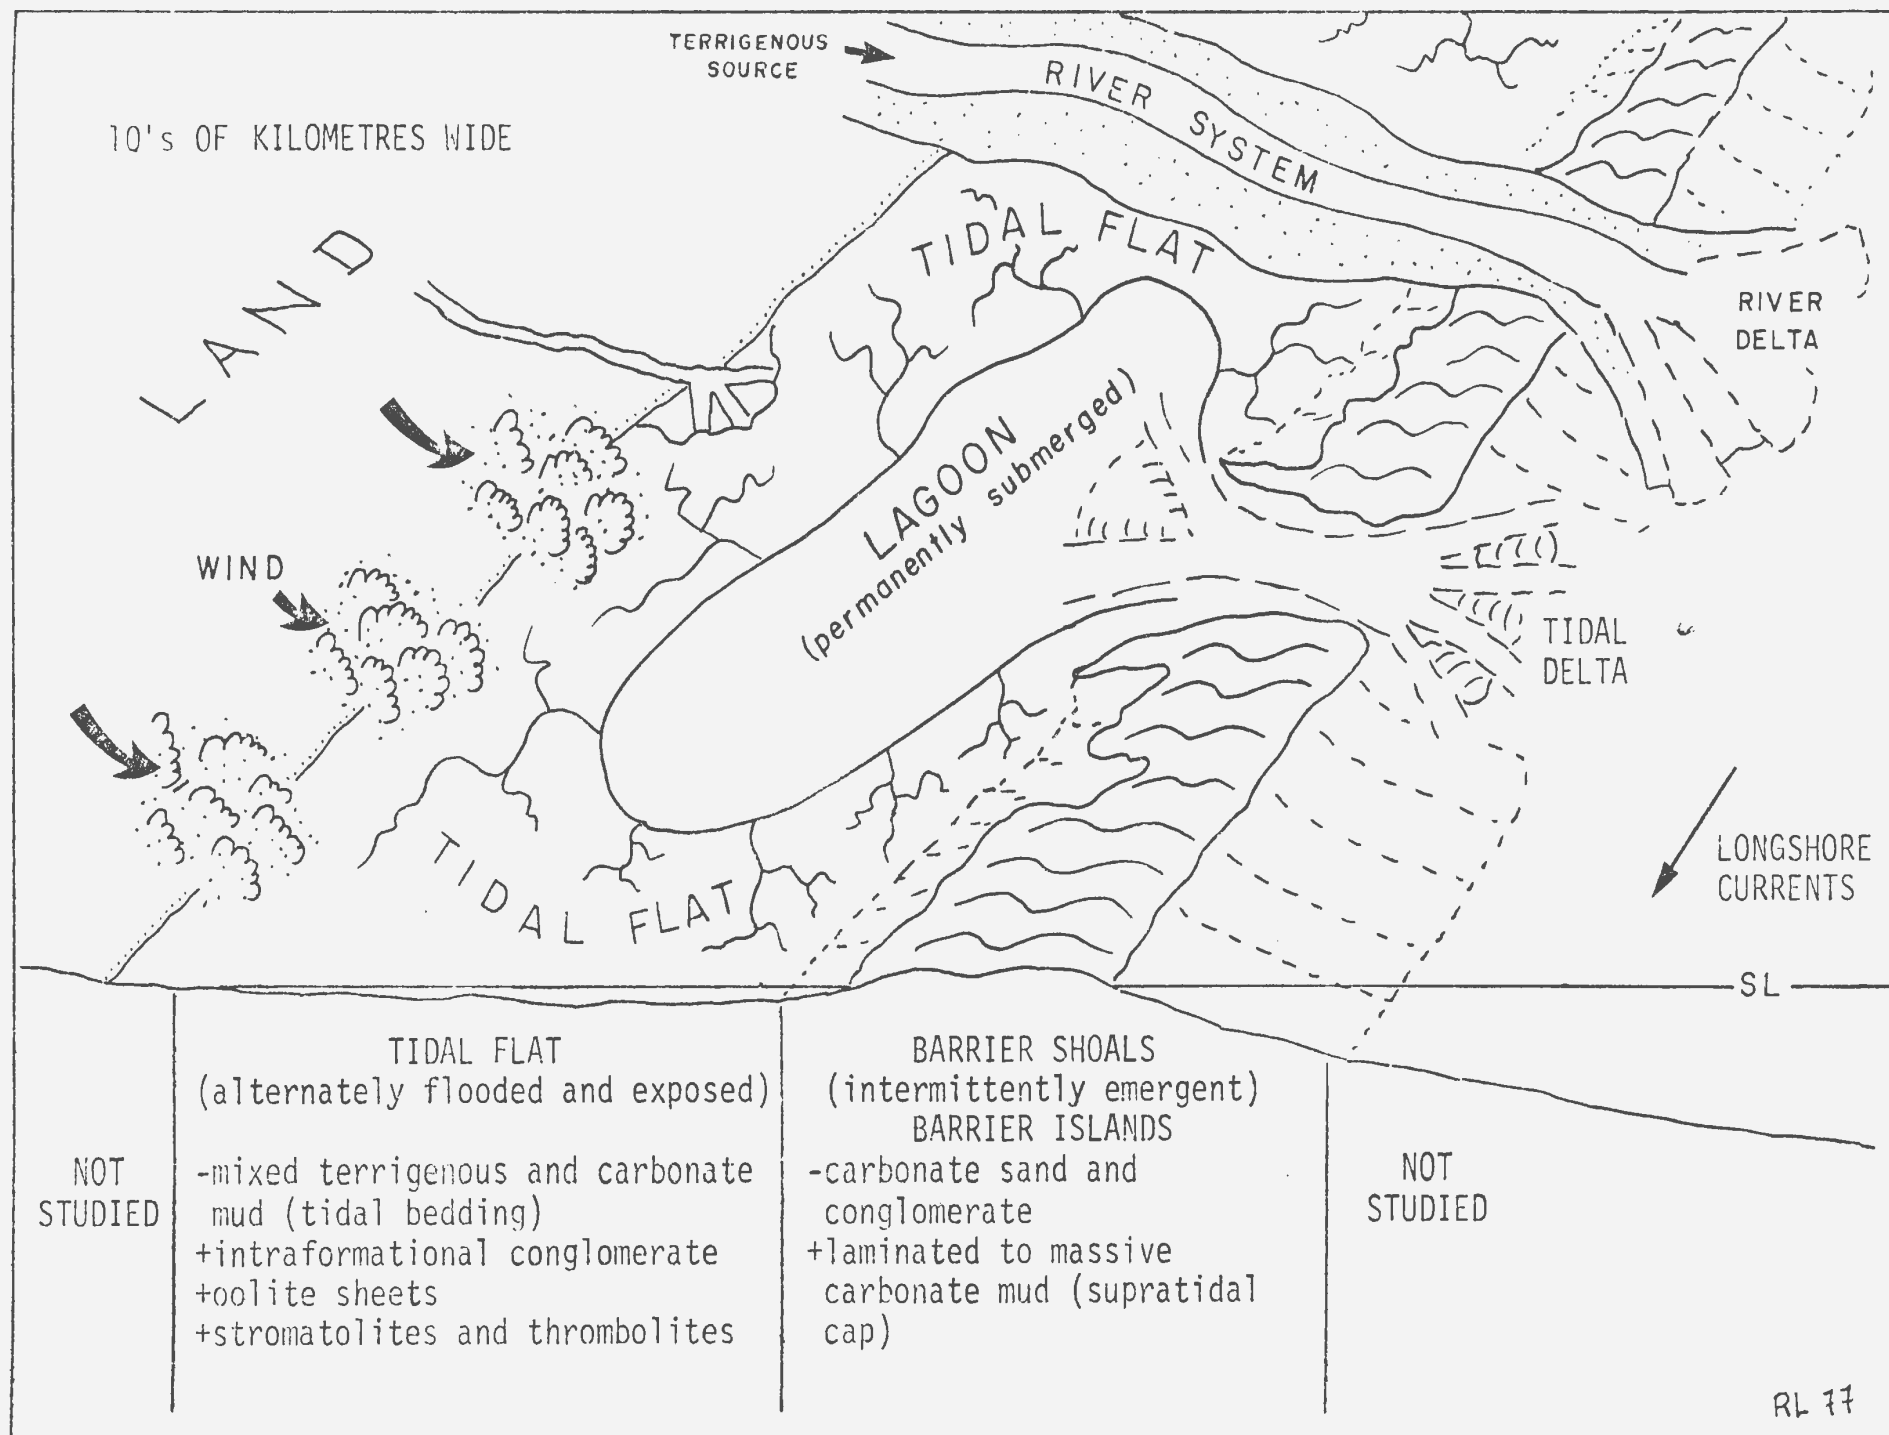 TERRIGENOUS
SOURCE
RIVER SYSTEM
10's OF KILOMETRES WIDE
LAND
TIDAL FLAT
RIVER
DELTA
LAGOON
(permanently submerged)
WIND
TIDAL
DELTA
TIDAL FLAT
LONGSHORE
CURRENTS
SL
NOT
STUDIED
TIDAL FLAT
(alternately flooded and exposed)
-mixed terrigenous and carbonate
mud (tidal bedding)
+intraformational conglomerate
+oolite sheets
+stromatolites and thrombolites
BARRIER SHOALS
(intermittently emergent)
BARRIER ISLANDS
-carbonate sand and
conglomerate
+laminated to massive
carbonate mud (supratidal
cap)
NOT
STUDIED
RL 77